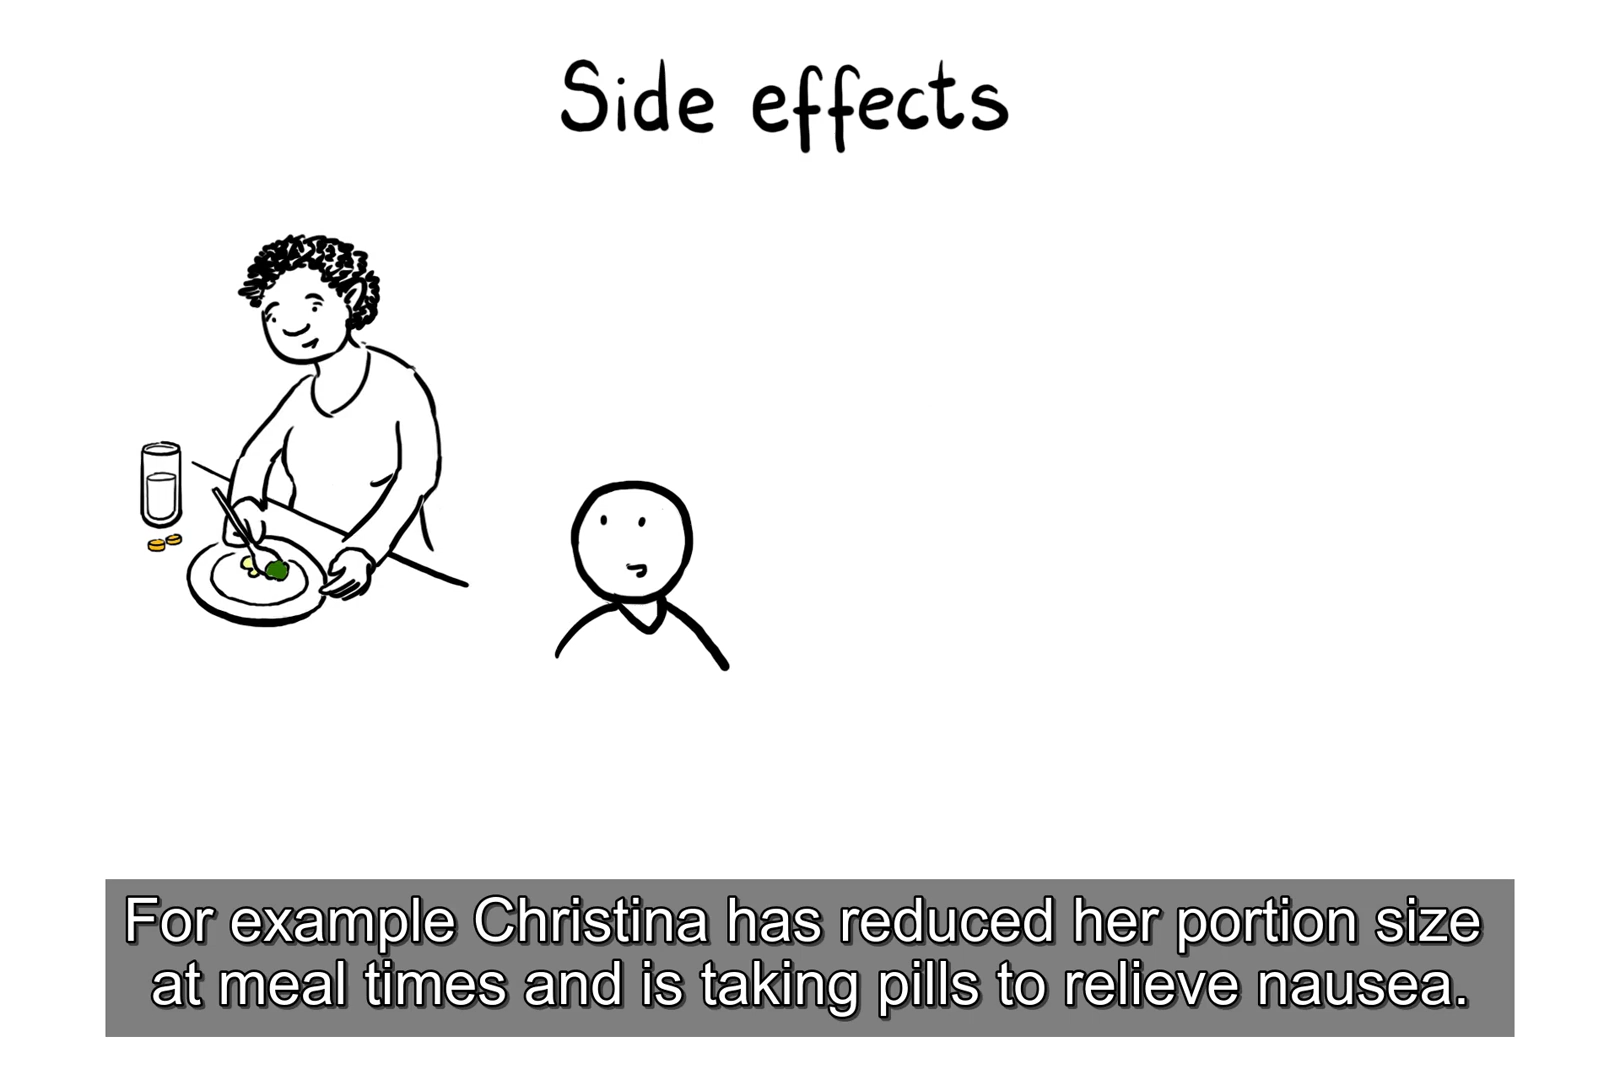 Side effects
For example Christina has reduced her portion size
at meal times and is taking pills to relieve nausea.